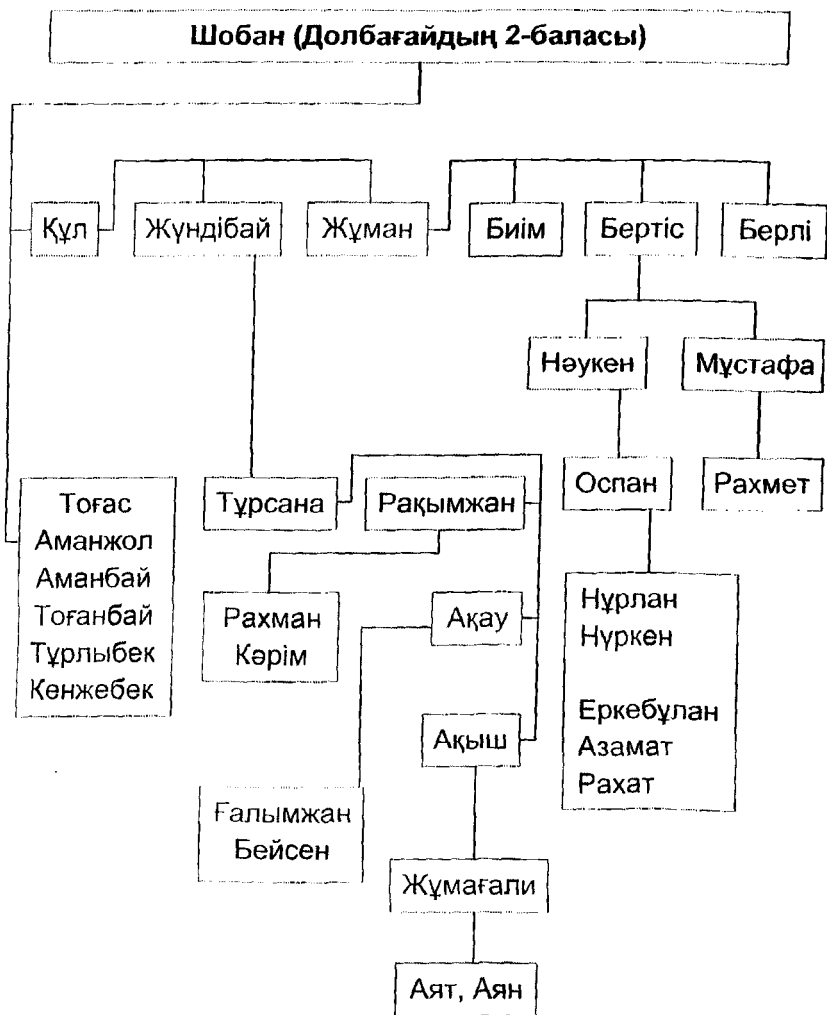 Шобан (Долбағайдың 2-баласы)
Құл
Жүндібай
Жұман
Биім
Бертіс
Берлі
Нәукен
Мұстафа
Тоғас
Аманжол
Аманбай
Тоғанбай
Тұрлыбек
Көнжебек
Тұрсана
Рақымжан
Оспан
Рахмет
Рахман
Кәрім
Ақау
Нұрлан
Нүркен
Еркебұлан
Азамат
Рахат
Ақыш
Ғалымжан
Бейсен
Жұмағали
Аят, Аян